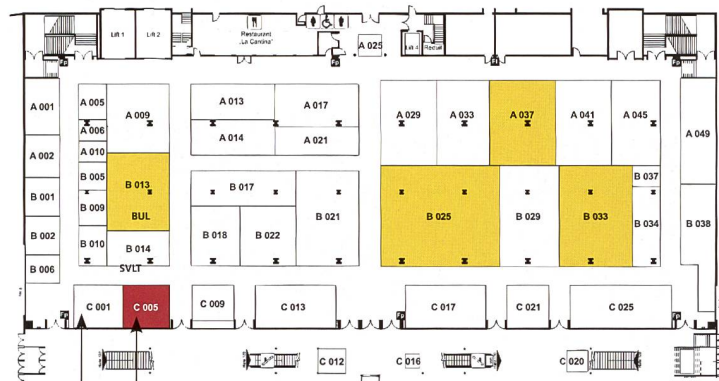 Lift 1
Lift 2
Restaurant
„La Cantina"
A 025
Lift 4
A 001
A 002
B 001
B 002
B 006
A 005
A 006
A 010
B 005
B 009
B 010
A 009
B 013
BUL
B 014
SVLT
A 013
A 017
A 014
A 021
B 017
B 018
B 022
B 021
A 029
A 033
A 037
A 041
A 045
B 025
B 029
B 033
B 037
B 034
A 049
B 038
C 001
C 005
C 009
C 013
C 017
C 021
C 025
C 012
C 016
C 020